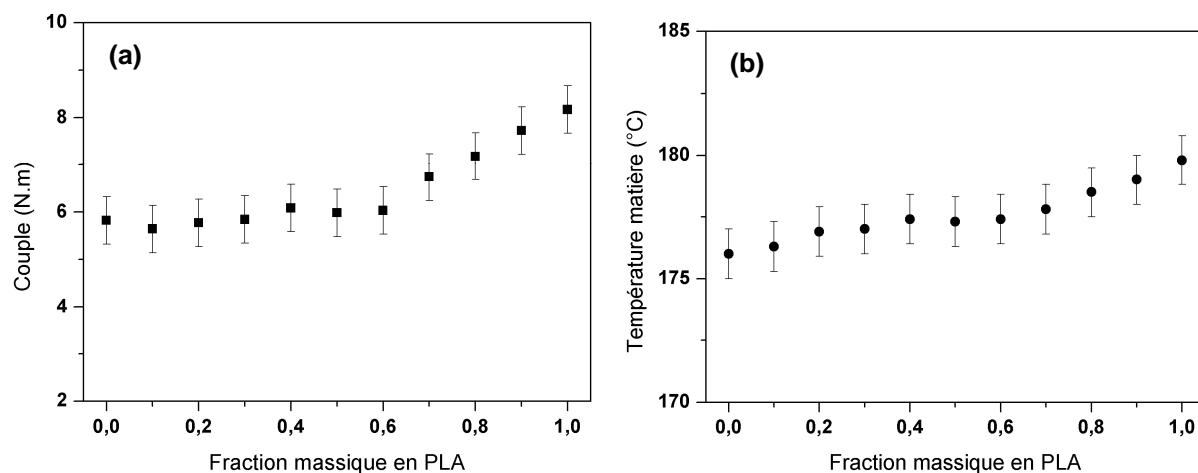 (a)
Couple (N.m)
10
8
6
4
2
0,0 0,2 0,4 0,6 0,8 1,0
Fraction massique en PLA
(b)
Température matière (°C)
185
180
175
170
0,0 0,2 0,4 0,6 0,8 1,0
Fraction massique en PLA